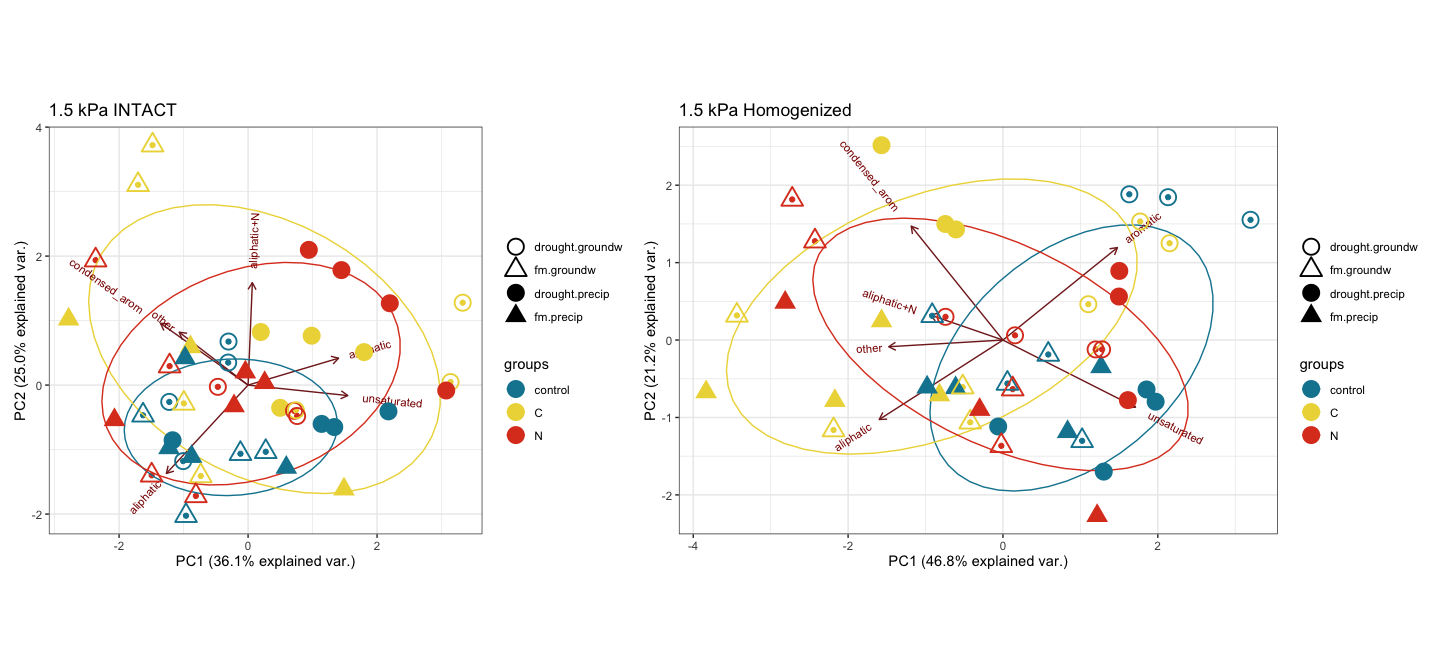 1.5 kPa INTACT
4
2
0
-2
-2
0
2
PC2 (25.0% explained var.)
PC1 (36.1% explained var.)
aliphatic+N
condensed_arom
other
unsaturated
aliphatic
drought.groundw
fm.groundw
drought.precip
fm.precip
groups
control
C
N
1.5 kPa Homogenized
2
1
0
-1
-2
-4
-2
0
2
PC2 (21.2% explained var.)
PC1 (46.8% explained var.)
condensed_arom
aromatic
aliphatic+N
other
aliphatic
unsaturated
drought.groundw
fm.groundw
drought.precip
fm.precip
groups
control
C
N